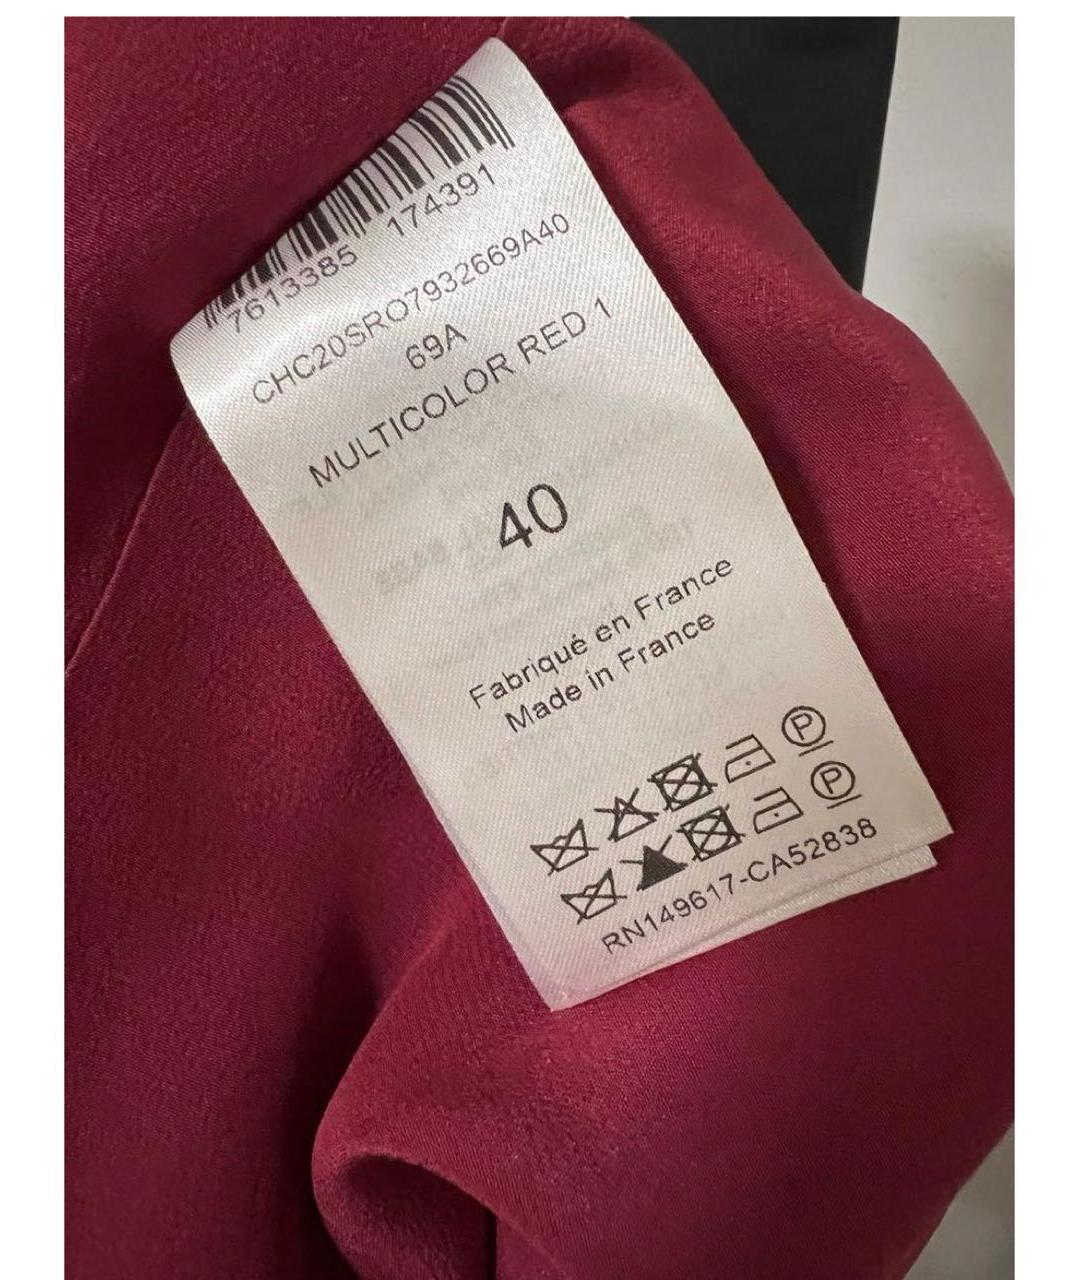 7613385 174391
CHC20SRO7932669A40
69A
MULTICOLOR RED 1
40
Fabriqué en France
Made in France
P
P
RN149617-CA52838